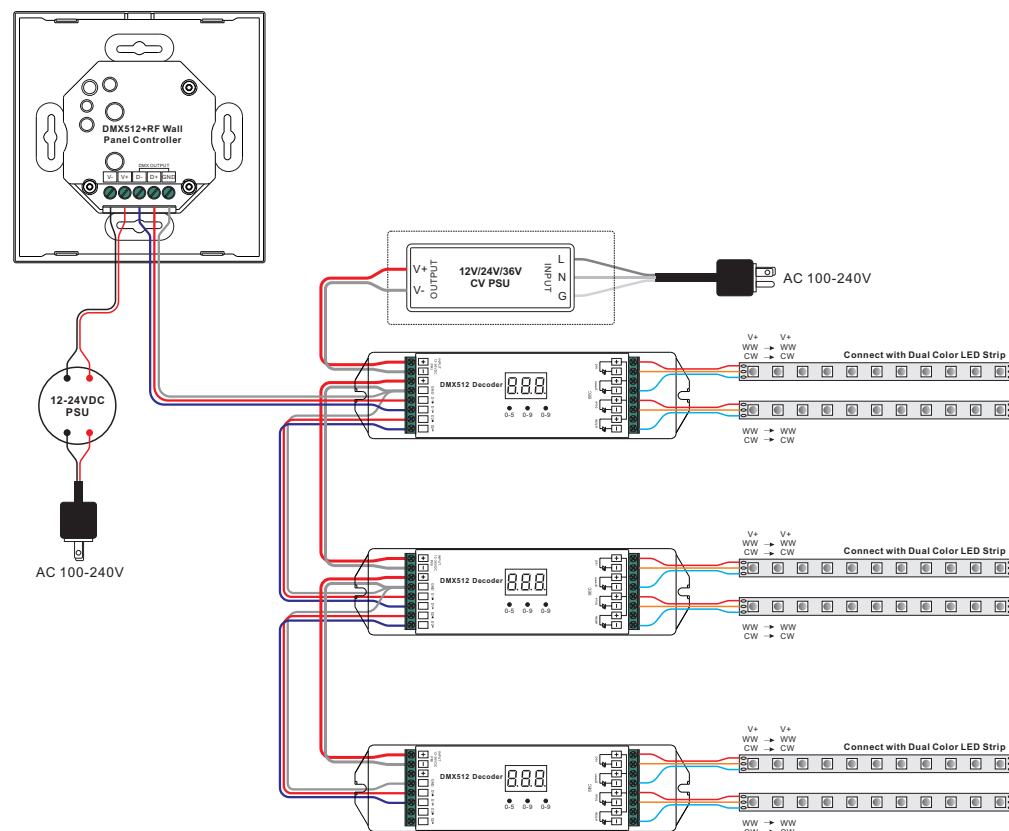 DMX512+RF Wall
Panel Controller
DMX OUTPUT
V- V+ D- D+ GND
12-24VDC
PSU
AC 100-240V
V+
V-
OUTPUT
12V/24V/36V
CV PSU
INPUT
L
N
G
AC 100-240V
DMX512 Decoder
0-5 0-9 0-9
V+ V+
WW → WW
CW → CW
Connect with Dual Color LED Strip
WW → WW
CW → CW
DMX512 Decoder
0-5 0-9 0-9
V+ V+
WW → WW
CW → CW
Connect with Dual Color LED Strip
WW → WW
CW → CW
DMX512 Decoder
0-5 0-9 0-9
V+ V+
WW → WW
CW → CW
Connect with Dual Color LED Strip
WW → WW
CW → CW